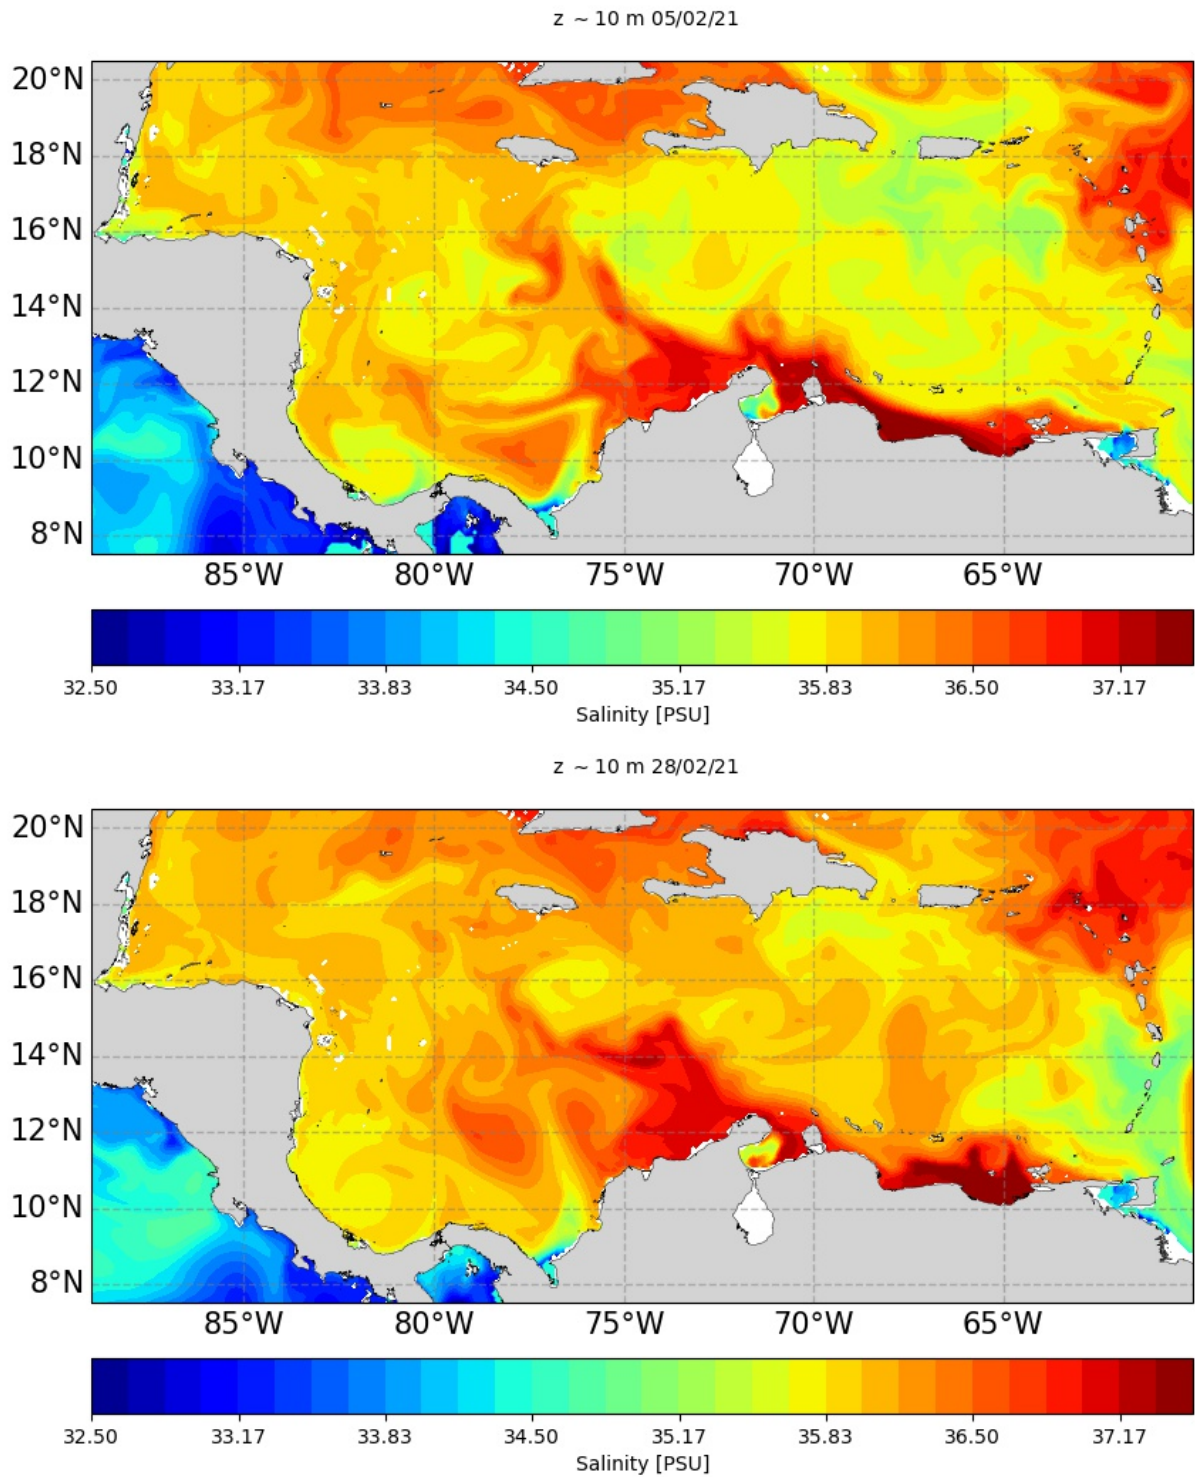 z ~ 10 m 05/02/21
20°N
18°N
16°N
14°N
12°N
10°N
8°N
85°W 80°W 75°W 70°W 65°W
32.50 33.17 33.83 34.50 35.17 35.83 36.50 37.17
Salinity [PSU]
z ~ 10 m 28/02/21
20°N
18°N
16°N
14°N
12°N
10°N
8°N
85°W 80°W 75°W 70°W 65°W
32.50 33.17 33.83 34.50 35.17 35.83 36.50 37.17
Salinity [PSU]